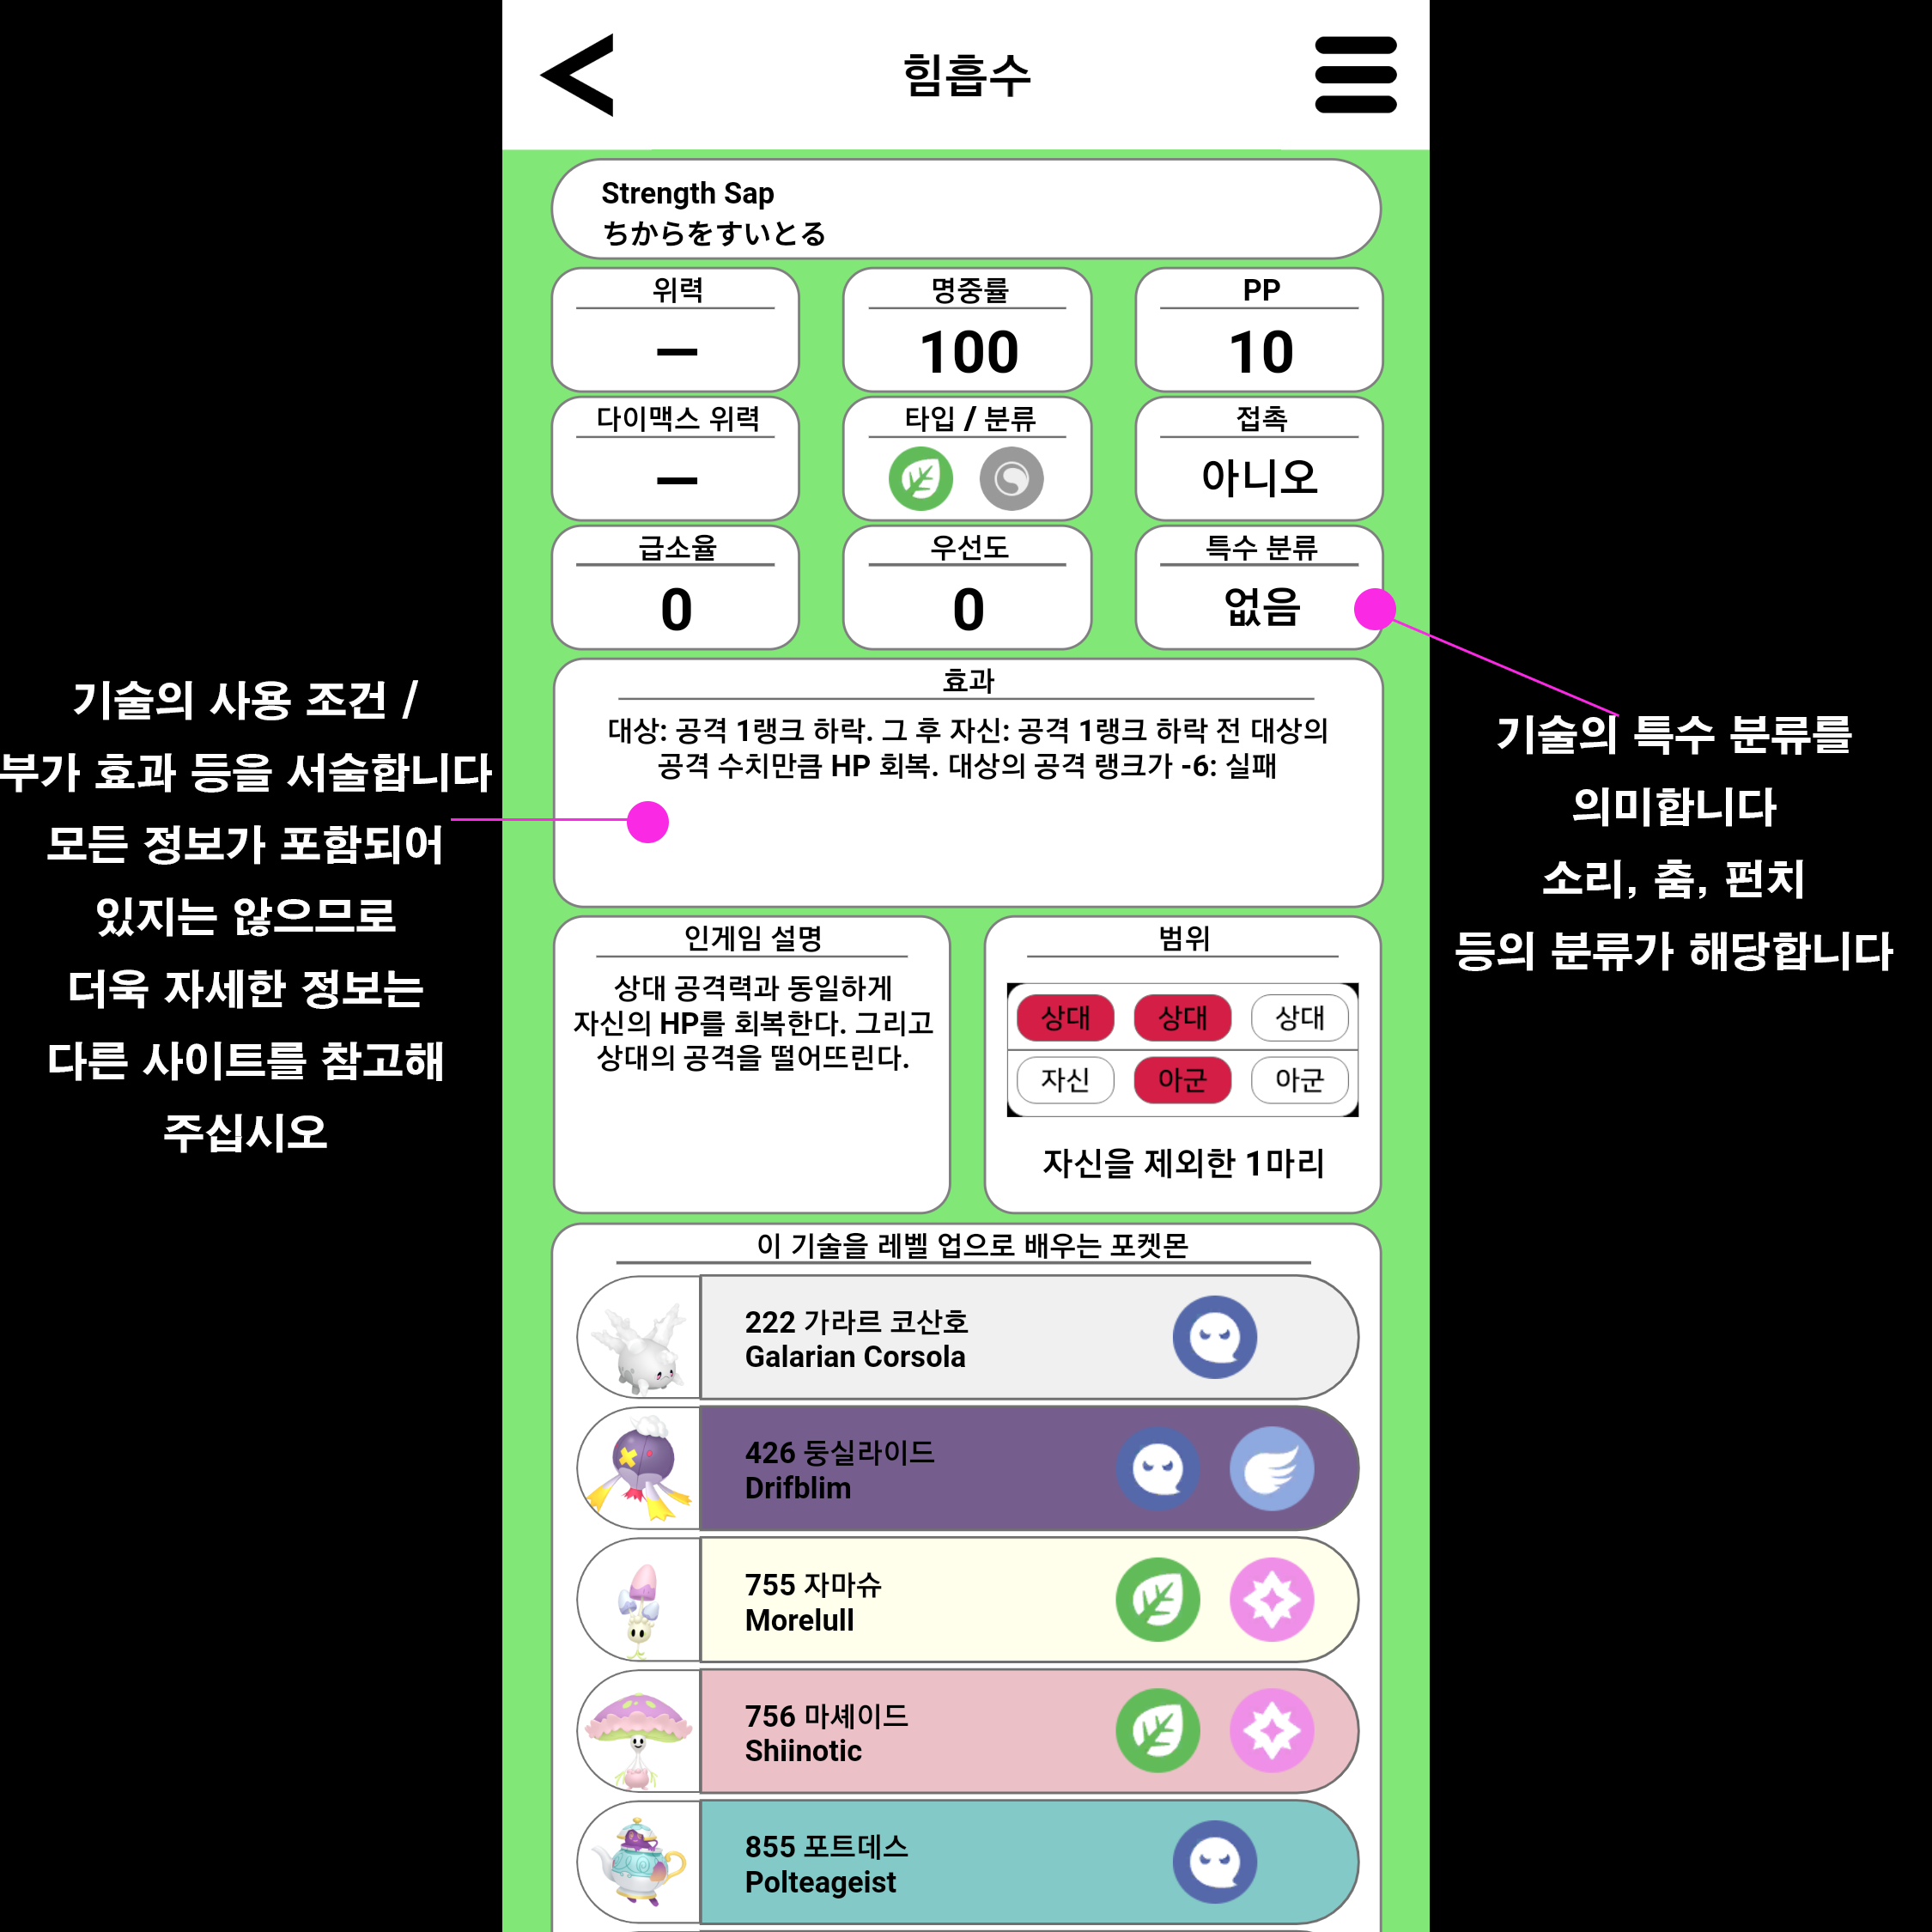 힘흡수
Strength Sap
ちからをすいとる
위력
–
명중률
100
PP
10
다이맥스 위력
–
타입 / 분류
접촉
아니오
급소율
0
우선도
0
특수 분류
없음
효과
대상: 공격 1랭크 하락. 그 후 자신: 공격 1랭크 하락 전 대상의
공격 수치만큼 HP 회복. 대상의 공격 랭크가 -6: 실패
기술의 사용 조건 /
부가 효과 등을 서술합니다
모든 정보가 포함되어
있지는 않으므로
더욱 자세한 정보는
다른 사이트를 참고해
주십시오
기술의 특수 분류를
의미합니다
소리, 춤, 펀치
등의 분류가 해당합니다
인게임 설명
상대 공격력과 동일하게
자신의 HP를 회복한다. 그리고
상대의 공격을 떨어뜨린다.
범위
상대 상대 상대
자신 아군 아군
자신을 제외한 1마리
이 기술을 레벨 업으로 배우는 포켓몬
222 가라르 코산호
Galarian Corsola
426 둥실라이드
Drifblim
755 자마슈
Morelull
756 마셰이드
Shiinotic
855 포트데스
Polteageist